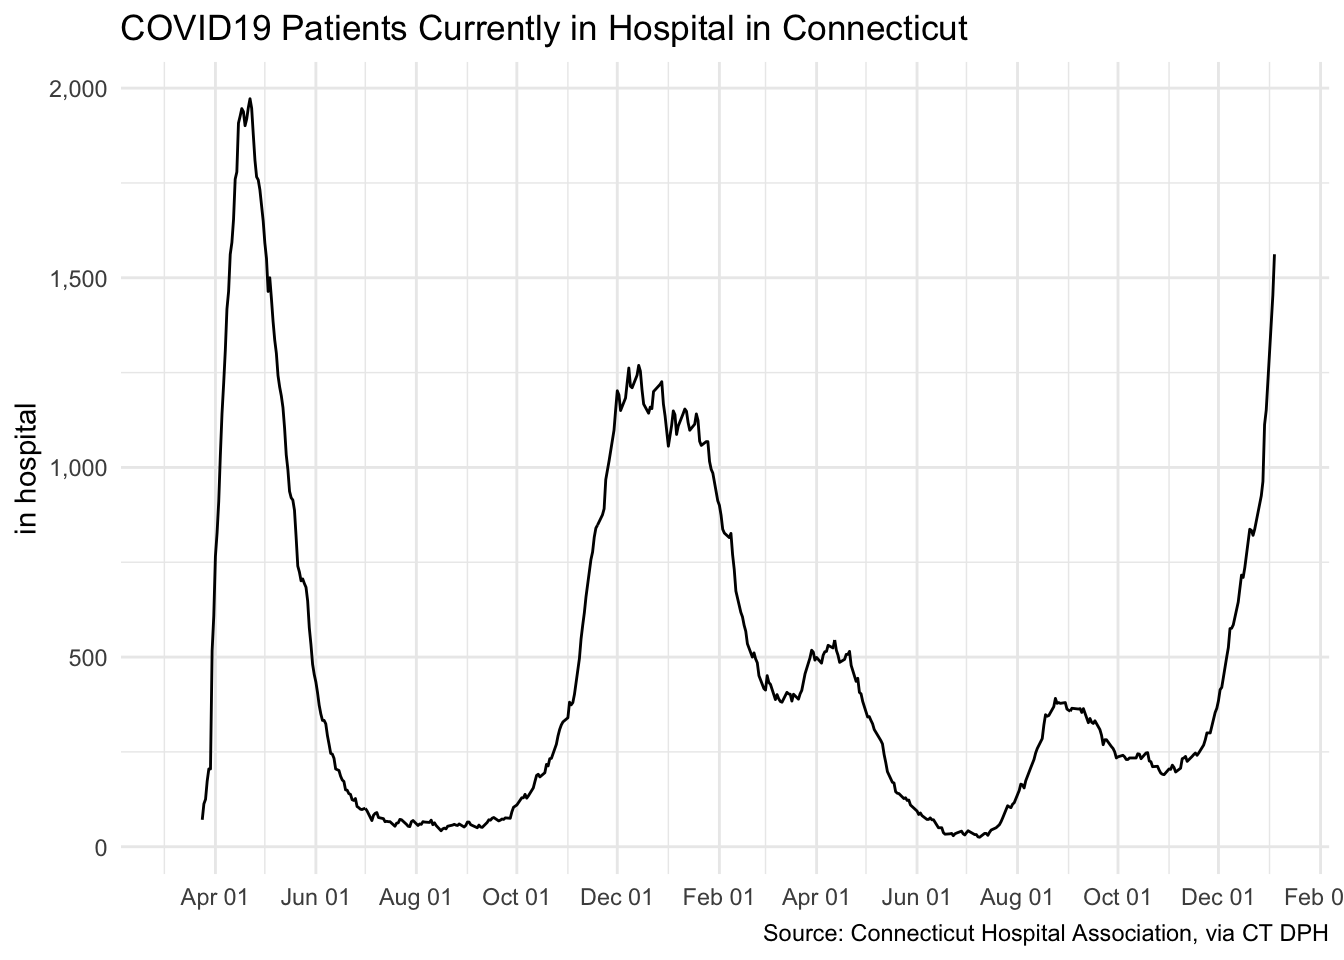 COVID19 Patients Currently in Hospital in Connecticut
in hospital
2,000
1,500
1,000
500
0
Apr 01 Jun 01 Aug 01 Oct 01 Dec 01 Feb 01 Apr 01 Jun 01 Aug 01 Oct 01 Dec 01 Feb 0
Source: Connecticut Hospital Association, via CT DPH